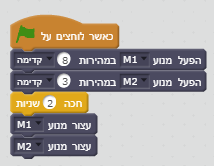 כאשר לוחצים על
הפעל מנוע M1 במהירות 8 קדימה
הפעל מנוע M2 במהירות 3 קדימה
חכה 2 שניות
עצור מנוע M1
עצור מנוע M2